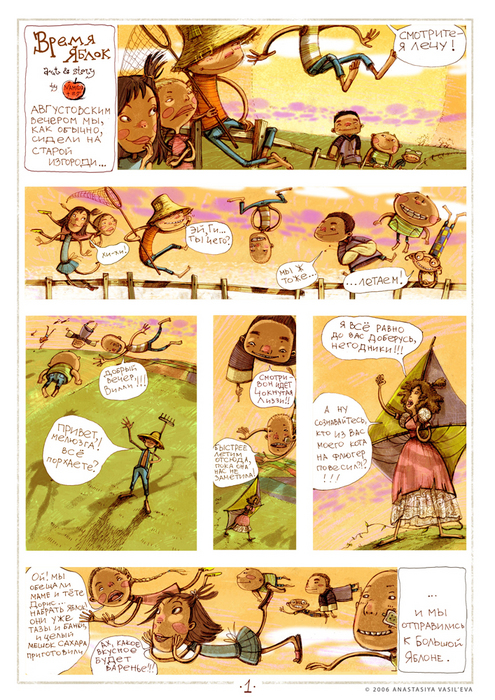 Время
Яблок
art & story
by
Августовским
вечером мы,
как обычно,
сидели на
старой
изгороди...
Смотрите-
я лечу!
Хи-хи.
Эй, Ги...
ты чего?
Мы ж
тоже...
...летаем!
Добрый
вечер,
Вилли!!!
Привет,
мелюзга!
Всё
порхаете?
Смотри-
вон идет
чокнутая
Лиззи!!
Быстрее
летим
отсюда,
пока она
нас не
заметила!
Я всё равно
до вас доберусь,
негодники!!!
А ну
сознавайтесь,
кто из вас
моего кота
на флюгер
повесил?!?
!!!
Ой! Мы
обещали
маме и тёте
Дорис...
набрать яблок!
Они уже
тазы и банки,
и целый
мешок сахара
приготовили!
Ах, какое
вкусное
будет
варенье!!
...
и мы
отправились
к Большой
Яблоне.
·1·
© 2006 ANASTASIYA VASIL'EVA